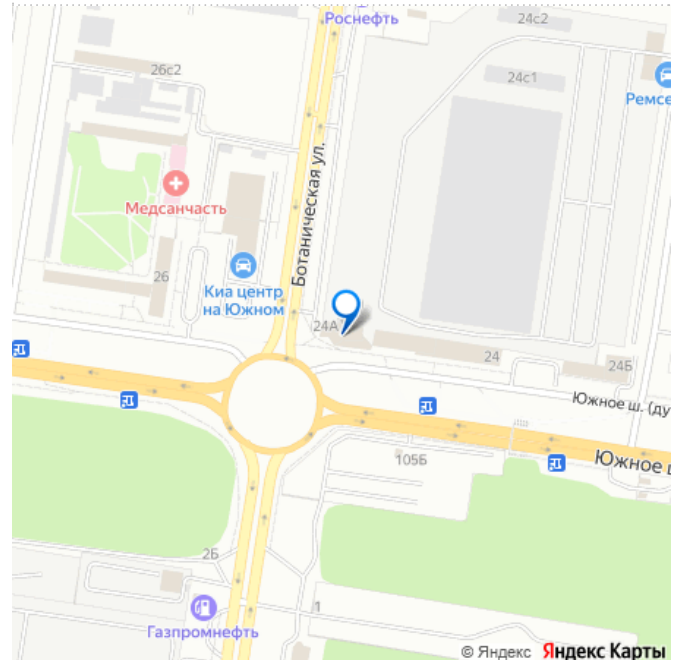 Роснефть
24с2
26с2
24с1
Ремсе
Ботаническая ул.
Медсанчасть
26
Киа центр
на Южном
24А
24
24Б
Южное ш. (ду
105Б
Южное ш
2Б
1
Газпромнефть
© Яндекс Яндекс Карты